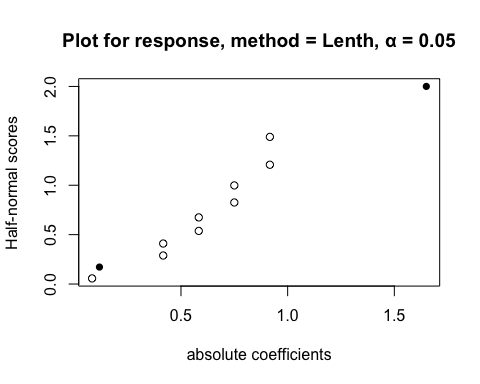 Plot for response, method = Lenth, α = 0.05
Half-normal scores
2.0
1.5
1.0
0.5
0.0
0.5 1.0 1.5
absolute coefficients